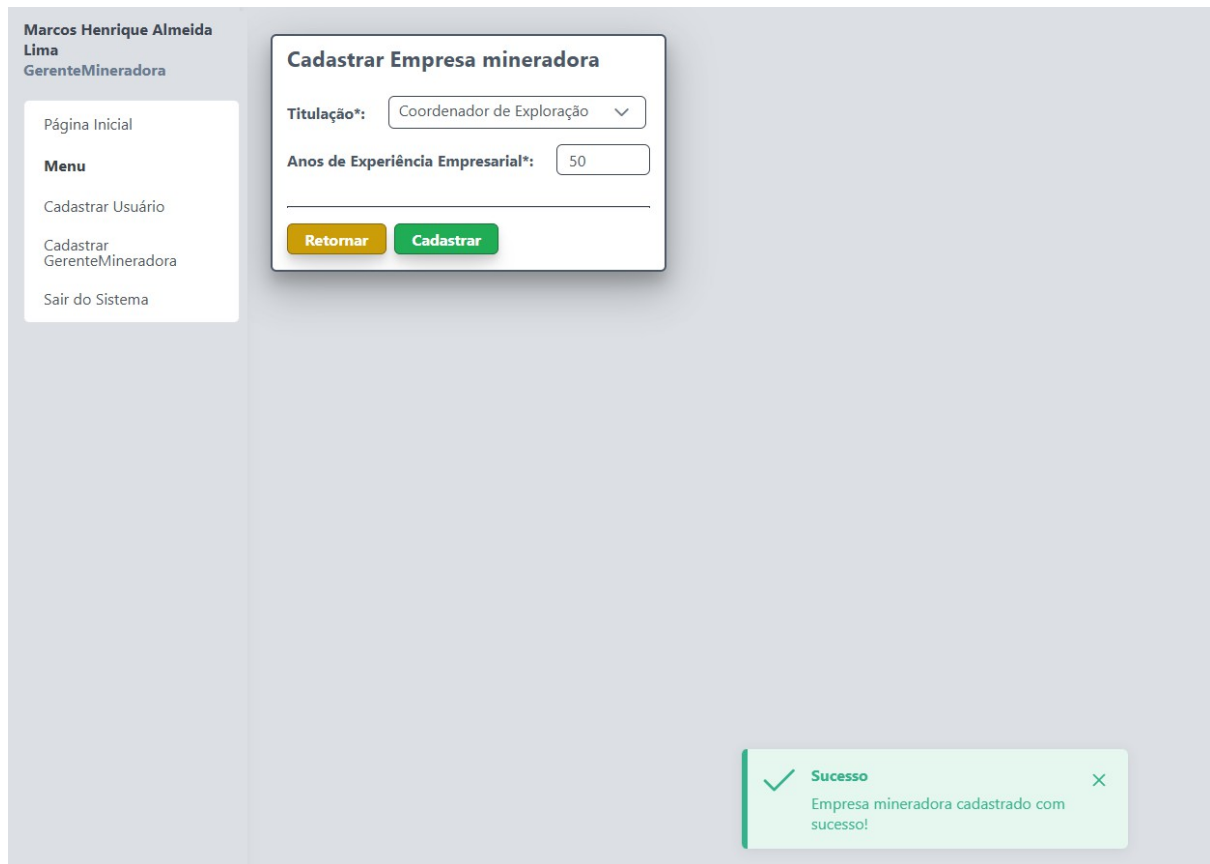 Marcos Henrique Almeida
Lima
GerenteMineradora
Página Inicial
Menu
Cadastrar Usuário
Cadastrar
GerenteMineradora
Sair do Sistema
Cadastrar Empresa mineradora
Titulação*: Coordenador de Exploração
Anos de Experiência Empresarial*: 50
Retornar Cadastrar
Sucesso
Empresa mineradora cadastrado com
sucesso!